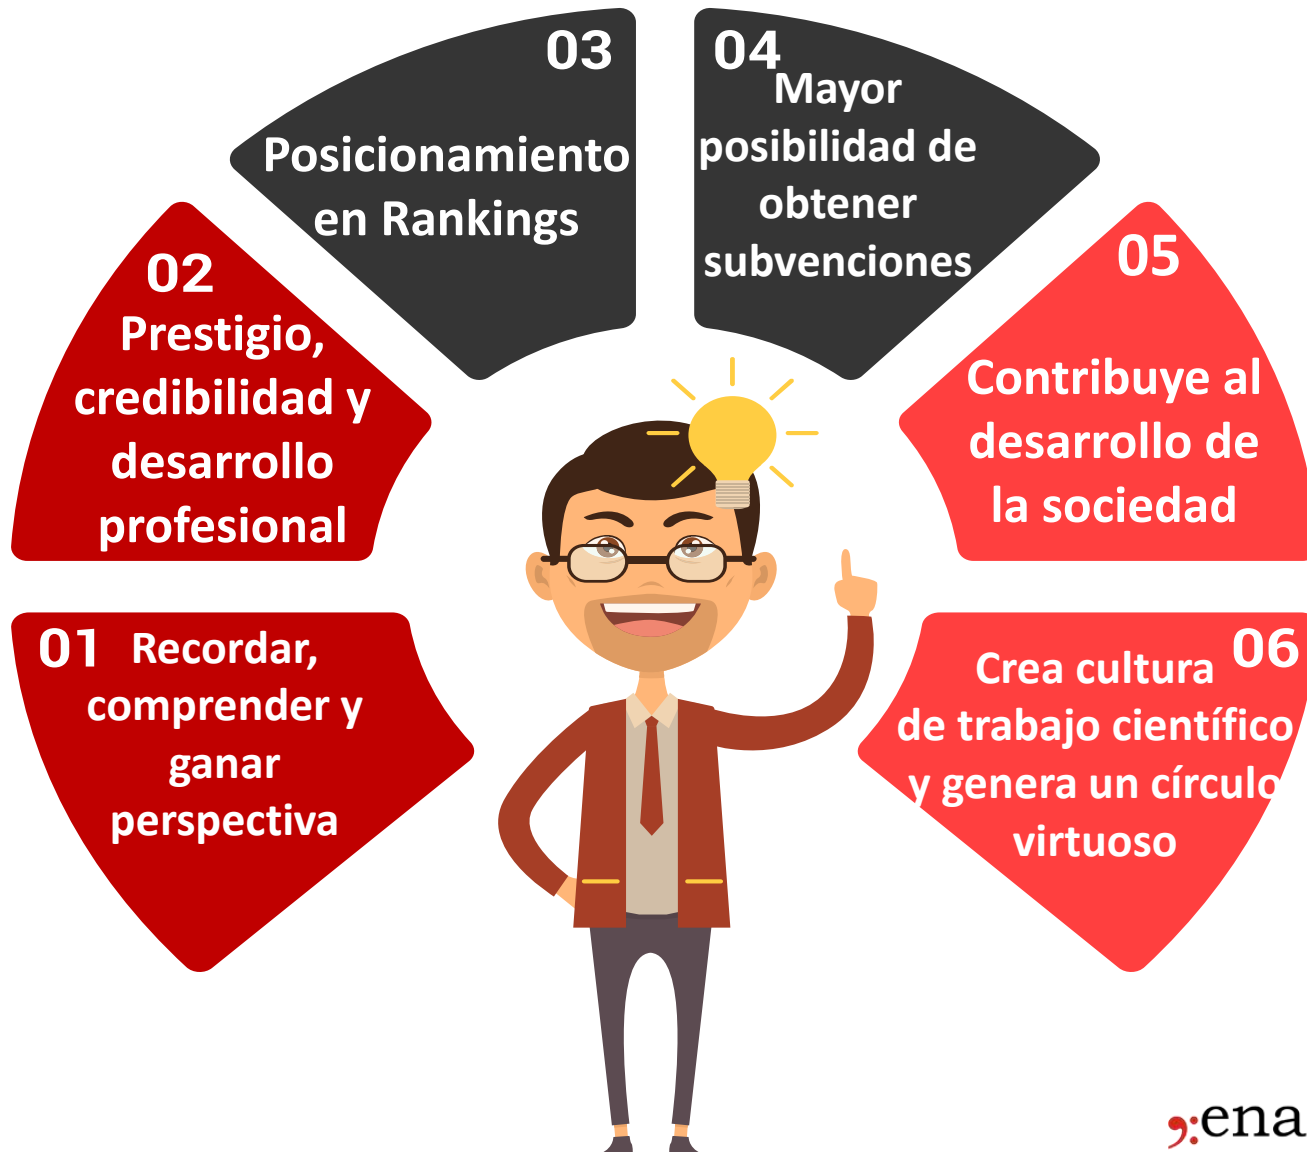 01
Recordar,
comprender y
ganar
perspectiva
02
Prestigio,
credibilidad y
desarrollo
profesional
03
Posicionamiento
en Rankings
04
Mayor
posibilidad de
obtener
subvenciones
05
Contribuye al
desarrollo de
la sociedad
06
Crea cultura
de trabajo científico
y genera un círculo
virtuoso
ena